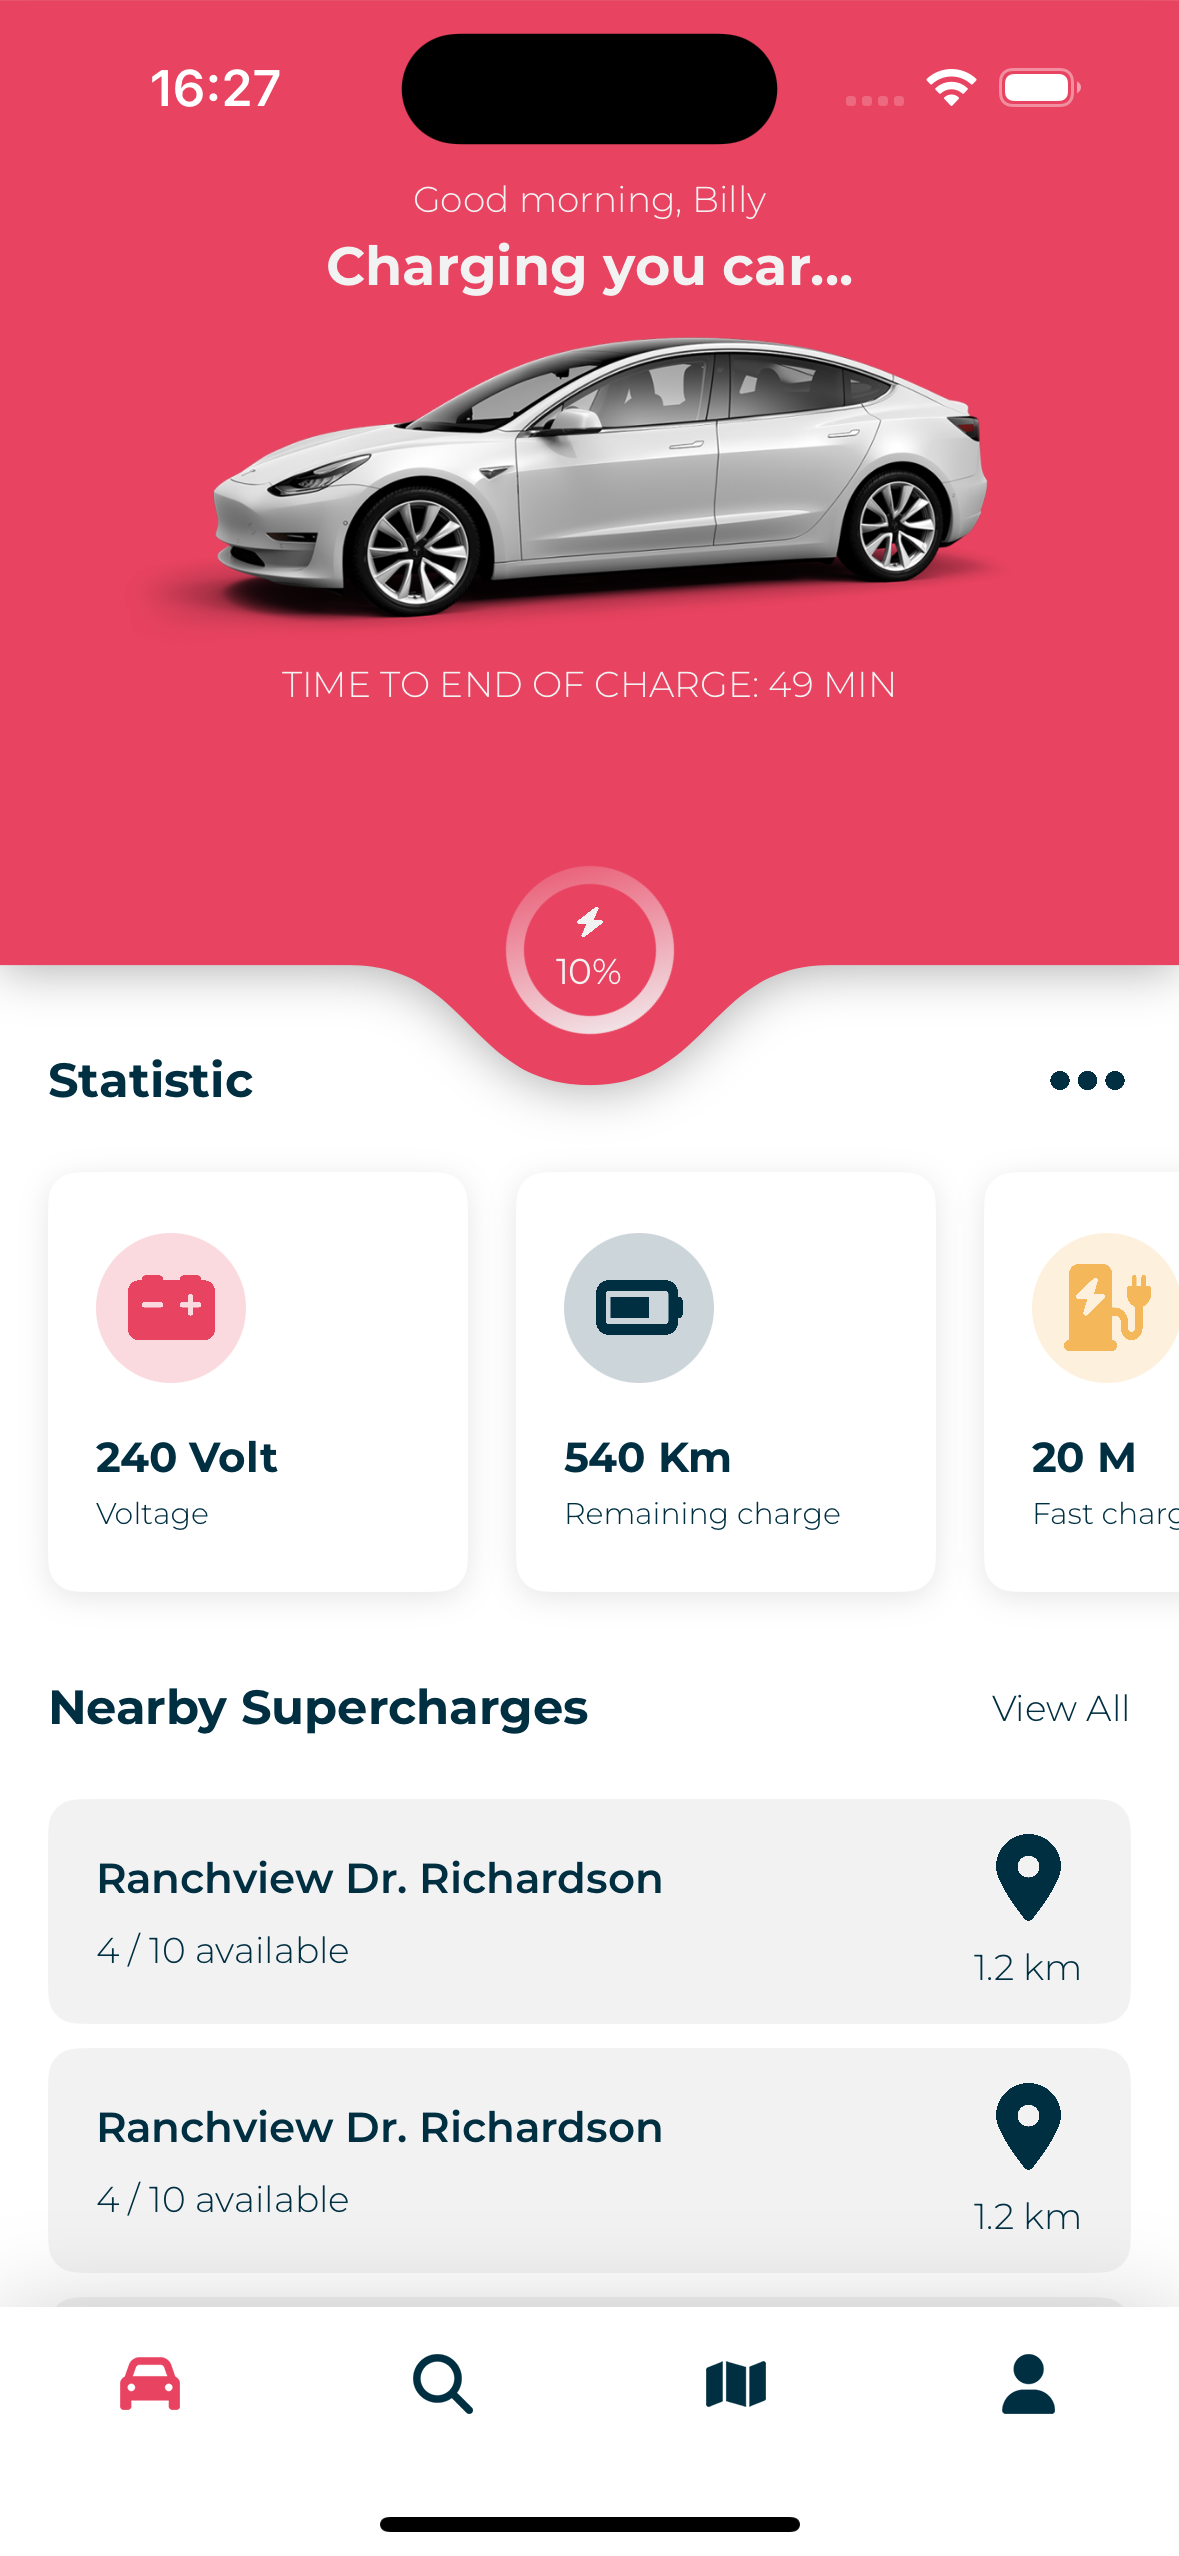 16:27
Good morning, Billy
Charging you car...
TIME TO END OF CHARGE: 49 MIN
10%
Statistic
240 Volt
Voltage
540 Km
Remaining charge
20 M
Fast charg
Nearby Supercharges
View All
Ranchview Dr. Richardson
4 / 10 available
1.2 km
Ranchview Dr. Richardson
4 / 10 available
1.2 km